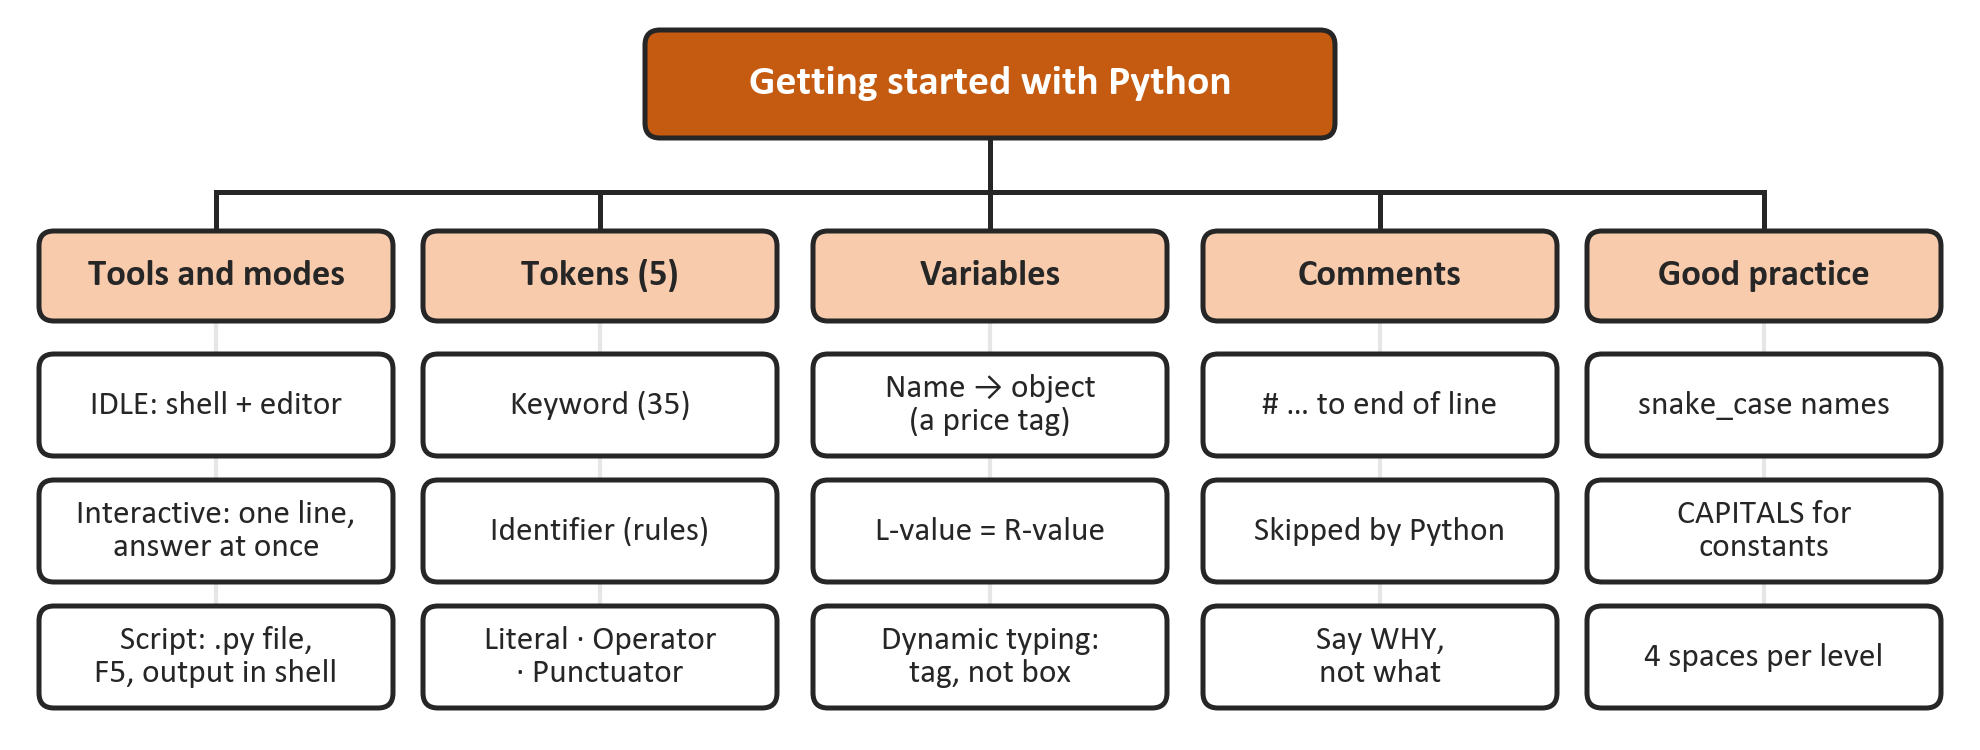 Getting started with Python
Tools and modes
IDLE: shell + editor
Interactive: one line,
answer at once
Script: .py file,
F5, output in shell
Tokens (5)
Keyword (35)
Identifier (rules)
Literal · Operator
· Punctuator
Variables
Name → object
(a price tag)
L-value = R-value
Dynamic typing:
tag, not box
Comments
# ... to end of line
Skipped by Python
Say WHY,
not what
Good practice
snake_case names
CAPITALS for
constants
4 spaces per level